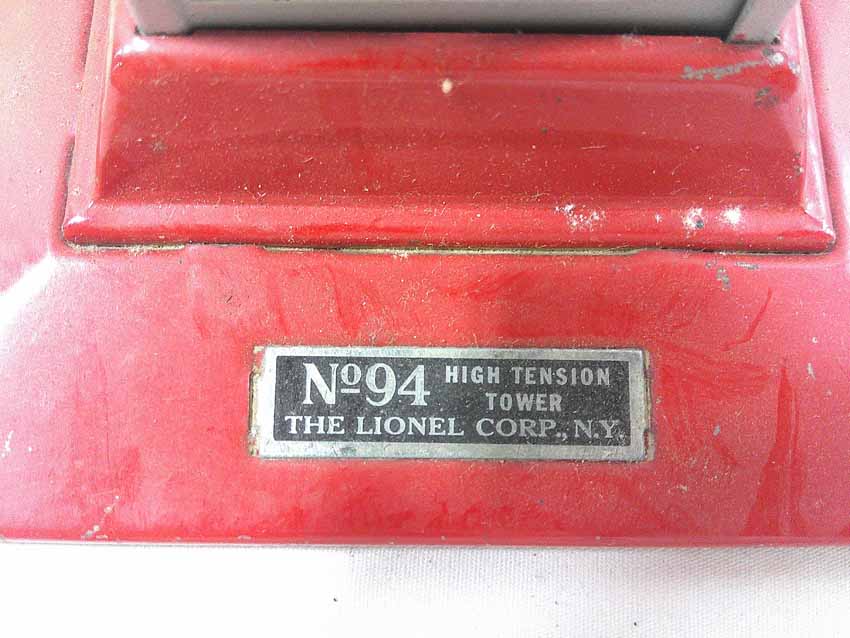 Nº94 HIGH TENSION
TOWER
THE LIONEL CORP., N.Y.